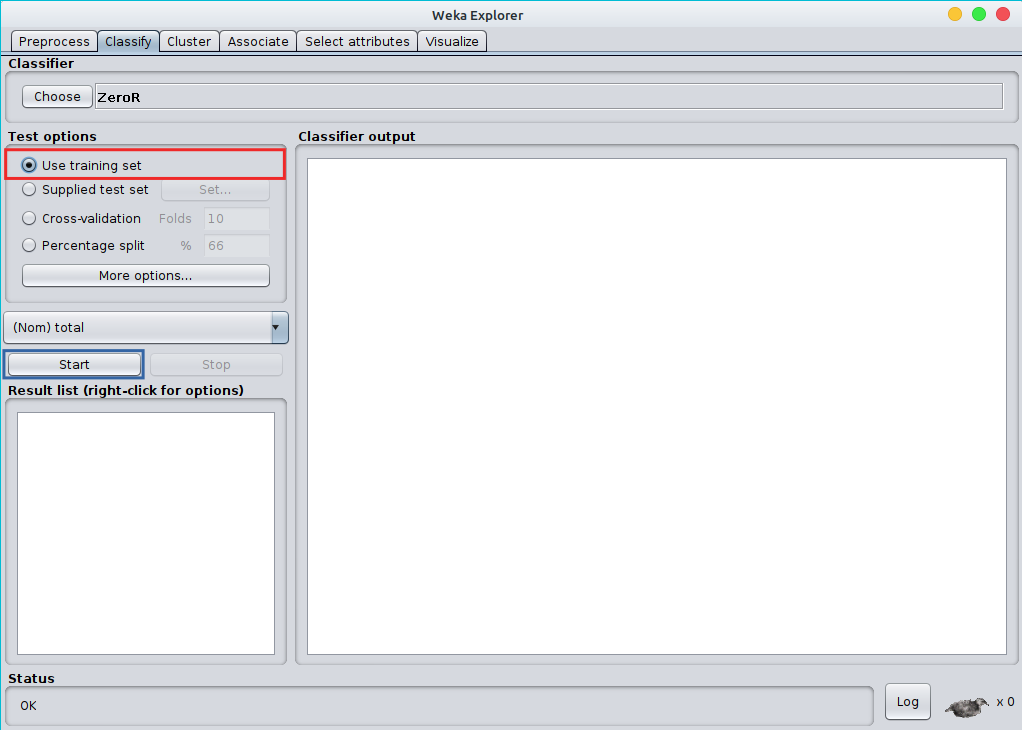 Weka Explorer
Preprocess Classify Cluster Associate Select attributes Visualize
Classifier
Choose ZeroR
Test options
Use training set
Supplied test set Set...
Cross-validation Folds 10
Percentage split % 66
More options...
(Nom) total
Start Stop
Result list (right-click for options)
Classifier output
Status
OK
Log x 0